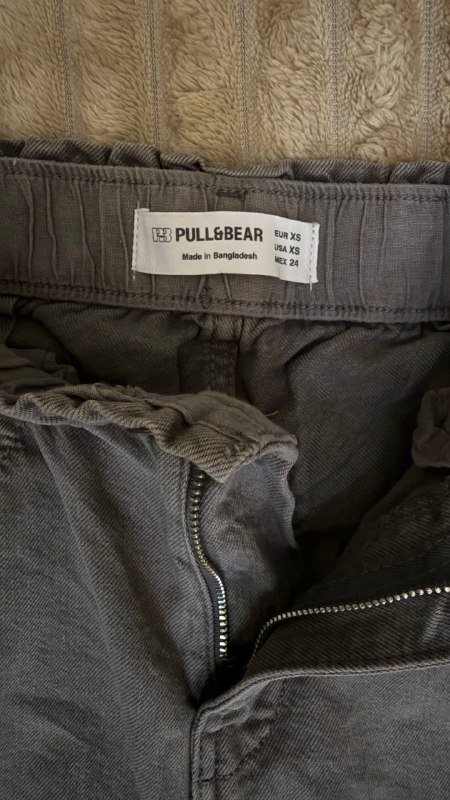 PULL&BEAR
Made in Bangladesh
EUR XS
USA XS
MEX 24